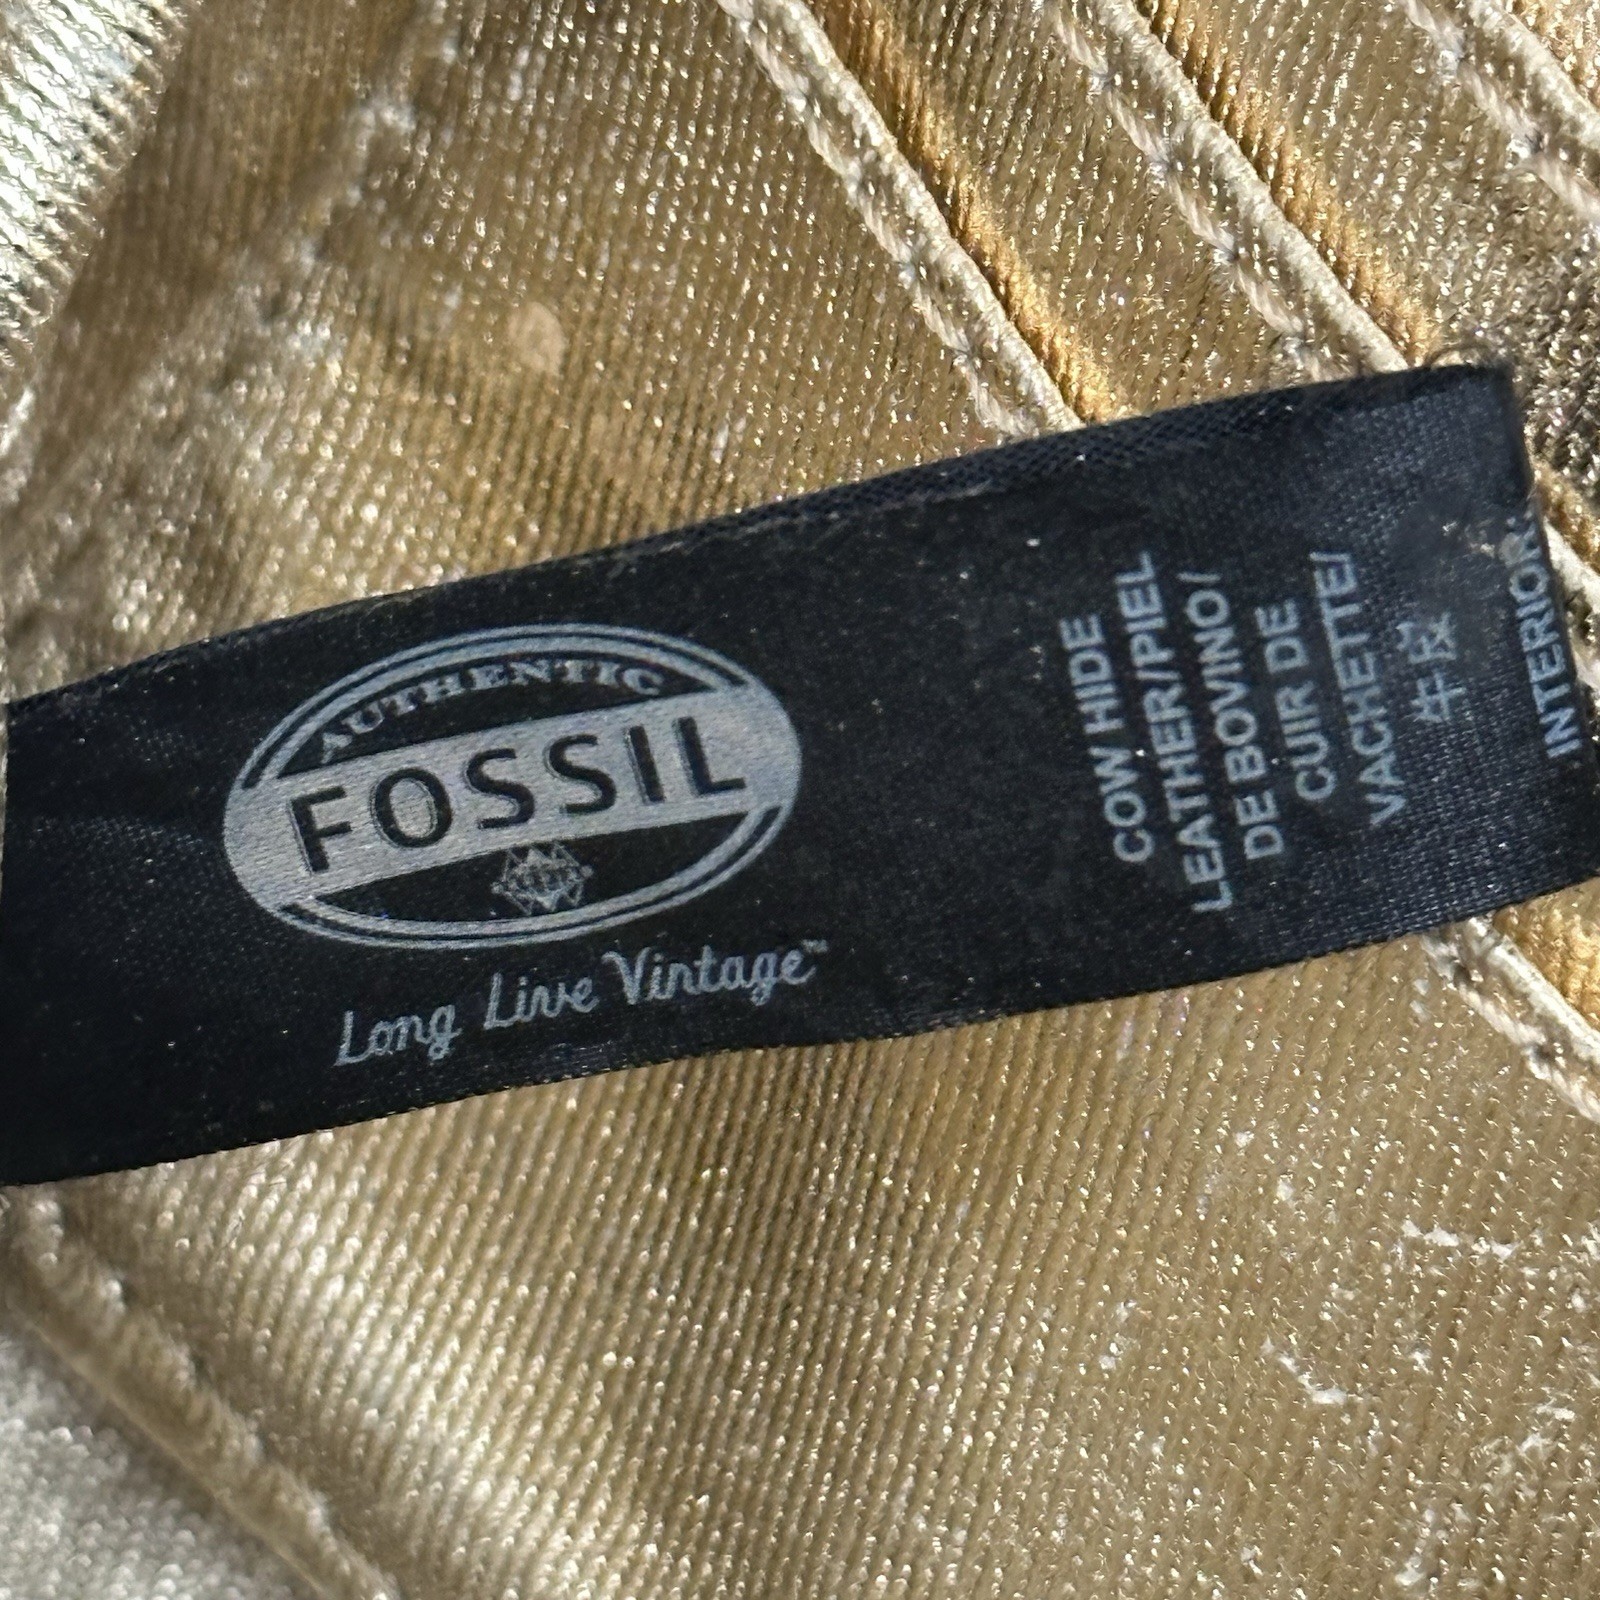 AUTHENTIC
FOSSIL
Long Live Vintage™
COW HIDE
LEATHER/PIEL
DE BOVINO/
CUIR DE
VACHETTE/
牛皮
INTERIOR: